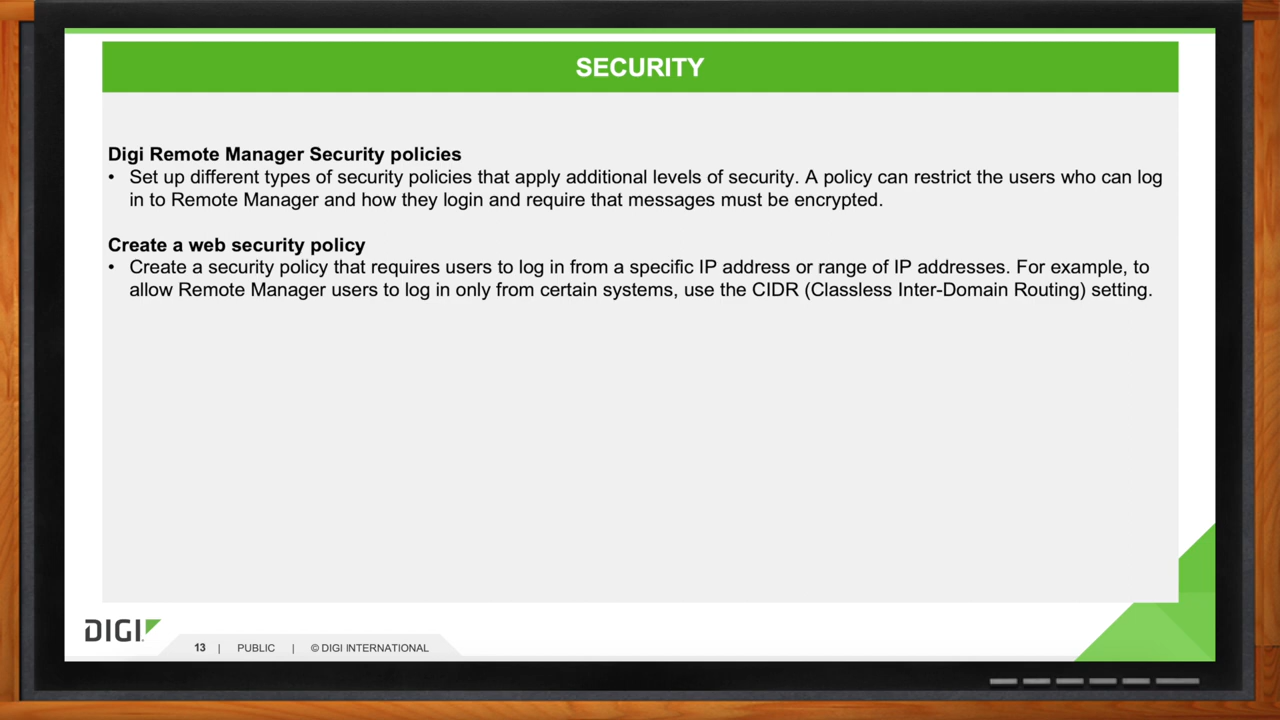 SECURITY
Digi Remote Manager Security policies
• Set up different types of security policies that apply additional levels of security. A policy can restrict the users who can log
in to Remote Manager and how they login and require that messages must be encrypted.
Create a web security policy
• Create a security policy that requires users to log in from a specific IP address or range of IP addresses. For example, to
allow Remote Manager users to log in only from certain systems, use the CIDR (Classless Inter-Domain Routing) setting.
DIGI
13 | PUBLIC | © DIGI INTERNATIONAL